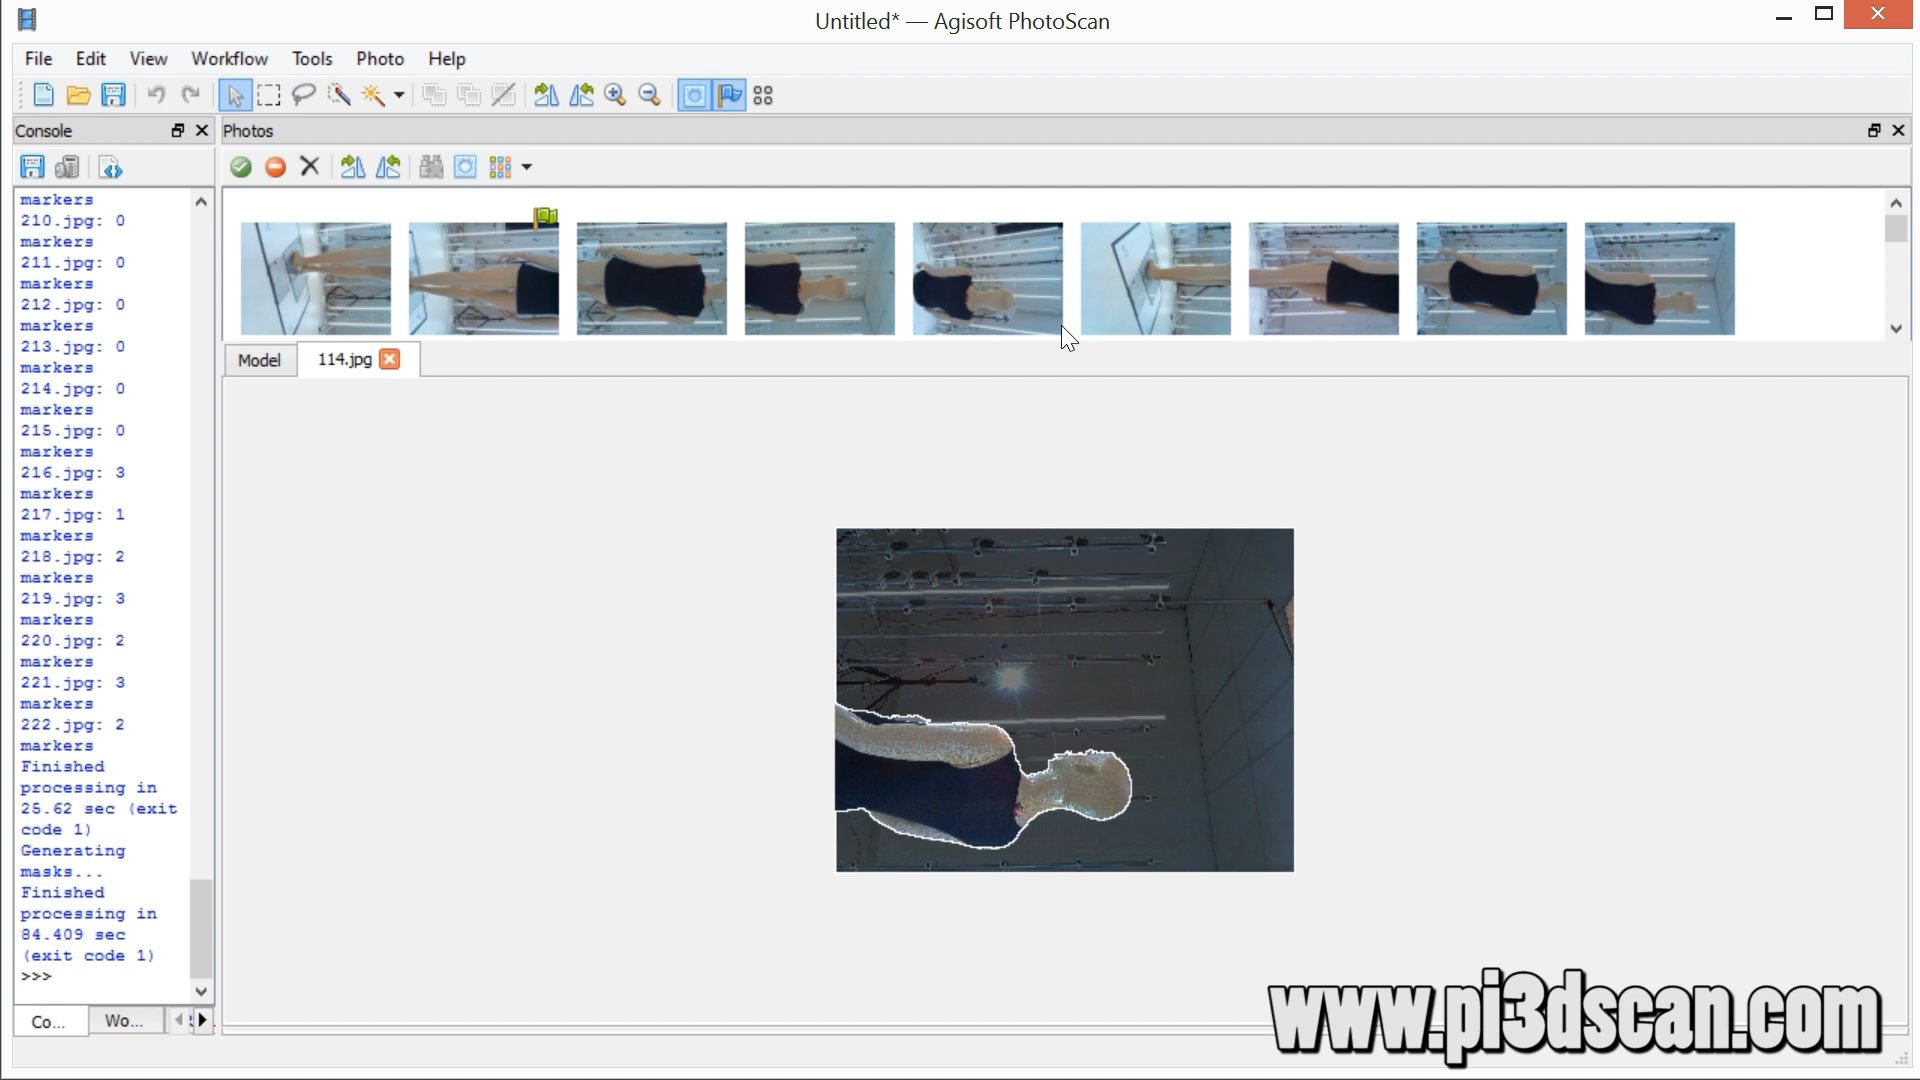 Untitled* — Agisoft PhotoScan
File Edit View Workflow Tools Photo Help
Console
Photos
markers
210.jpg: 0
markers
211.jpg: 0
markers
212.jpg: 0
markers
213.jpg: 0
markers
214.jpg: 0
markers
215.jpg: 0
markers
216.jpg: 3
markers
217.jpg: 1
markers
218.jpg: 2
markers
219.jpg: 3
markers
220.jpg: 2
markers
221.jpg: 3
markers
222.jpg: 2
markers
Finished
processing in
25.62 sec (exit
code 1)
Generating
masks...
Finished
processing in
84.409 sec
(exit code 1)
>>>
Co... Wo...
Model 114.jpg
www.pi3dscan.com